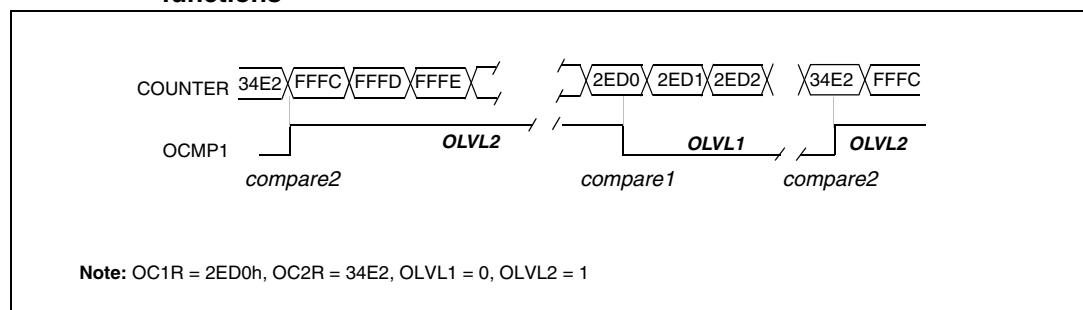 functions
COUNTER 34E2 FFFC FFFD FFFE 2ED0 2ED1 2ED2 34E2 FFFC
OCMP1 OLVL2 OLVL1 OLVL2
compare2 compare1 compare2
Note: OC1R = 2ED0h, OC2R = 34E2, OLVL1 = 0, OLVL2 = 1